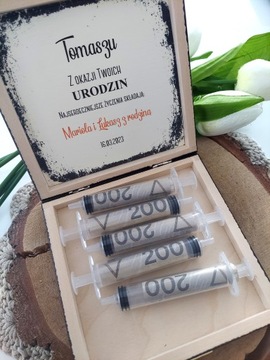 Tomaszu
Z okazji Twoich
URODZIN
Najserdeczniejsze życzenia składają:
Mariola i Łukasz z rodziną
16.03.2023
200
200
200
200
200